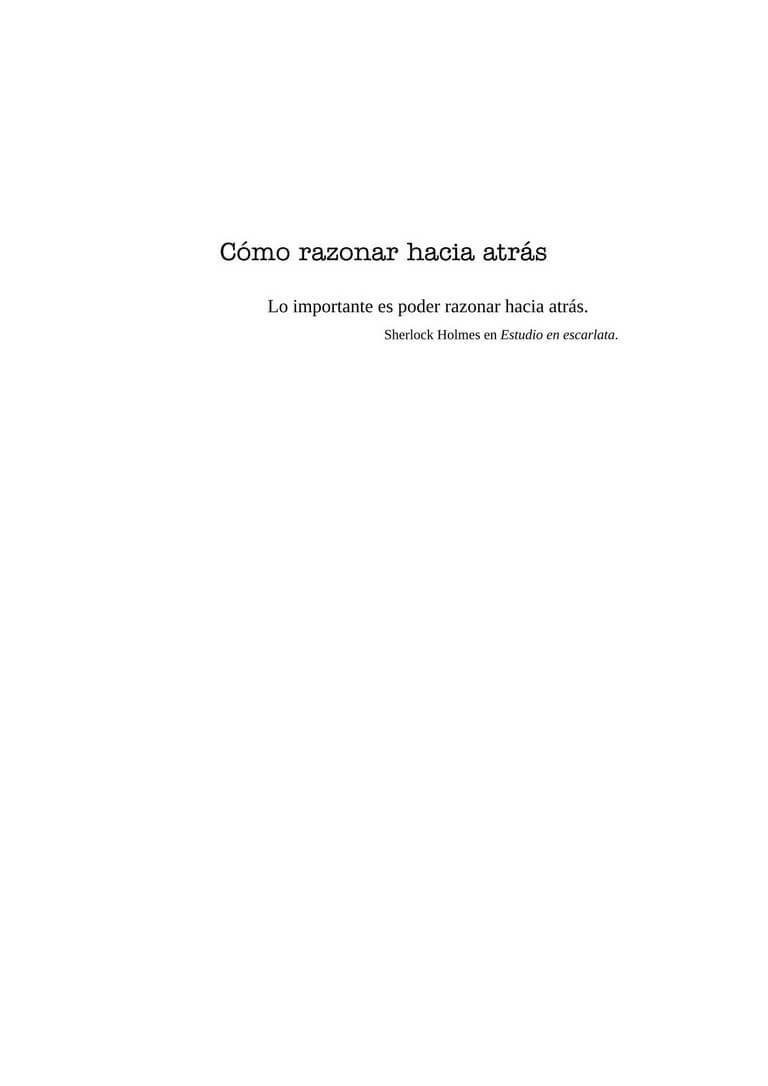 Cómo razonar hacia atrás
Lo importante es poder razonar hacia atrás.
Sherlock Holmes en Estudio en escarlata.